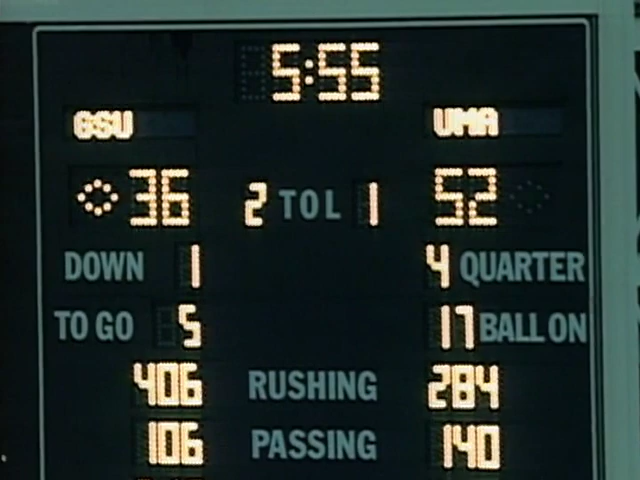 5:55
GSU UMA
36 2 TOL 1 52
DOWN 1 4 QUARTER
TO GO 5 17 BALL ON
406 RUSHING 284
106 PASSING 140